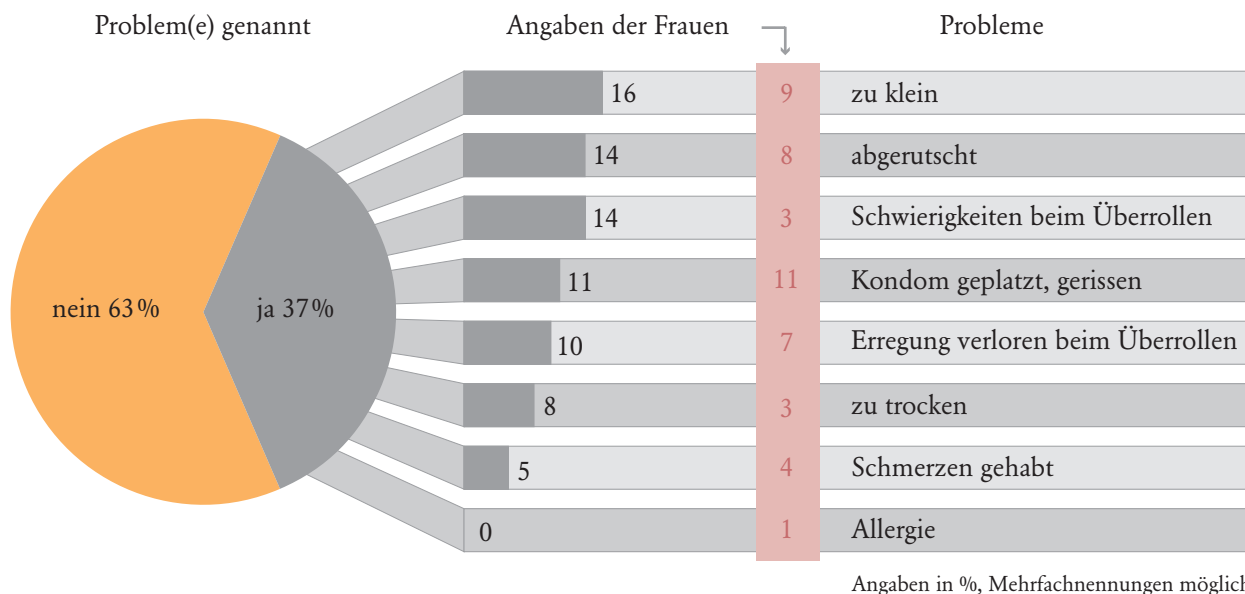 Problem(e) genannt Angaben der Frauen Probleme
16 9 zu klein
14 8 abgerutscht
14 3 Schwierigkeiten beim Überrollen
11 11 Kondom geplatzt, gerissen
nein 63% ja 37%
10 7 Erregung verloren beim Überrollen
8 3 zu trocken
5 4 Schmerzen gehabt
0 1 Allergie
Angaben in %, Mehrfachnennungen möglich